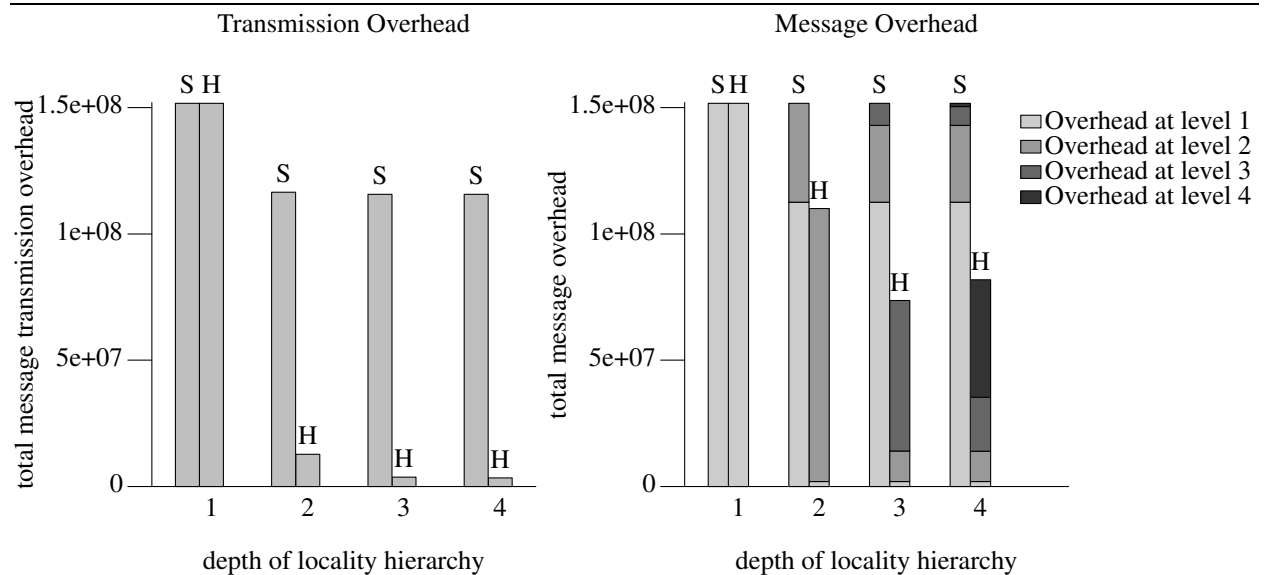 Transmission Overhead
total message transmission overhead
1.5e+08
1e+08
5e+07
0
S H
S
H
S
H
S
H
1 2 3 4
depth of locality hierarchy
Message Overhead
total message overhead
1.5e+08
1e+08
5e+07
0
S H
S
H
S
H
S
H
1 2 3 4
depth of locality hierarchy
Overhead at level 1
Overhead at level 2
Overhead at level 3
Overhead at level 4